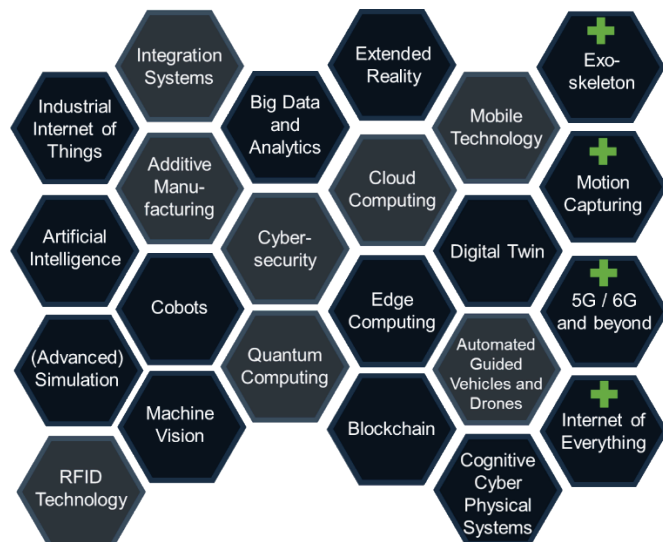 Integration
Systems
Extended
Reality
Exo-
skeleton
Industrial
Internet of
Things
Big Data
and
Analytics
Mobile
Technology
Additive
Manu-
facturing
Cloud
Computing
Motion
Capturing
Artificial
Intelligence
Cyber-
security
Digital Twin
Cobots
Edge
Computing
5G / 6G
and beyond
(Advanced)
Simulation
Quantum
Computing
Automated
Guided
Vehicles and
Drones
Machine
Vision
Blockchain
Internet of
Everything
RFID
Technology
Cognitive
Cyber
Physical
Systems